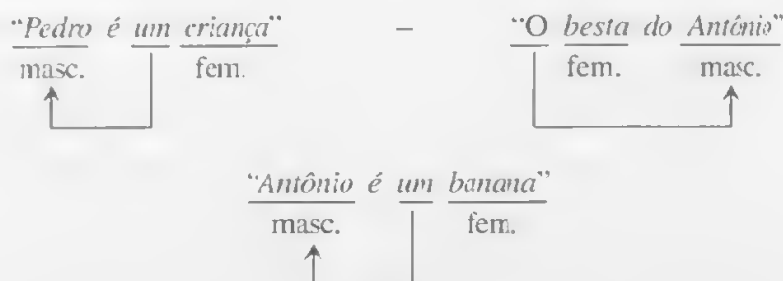 “Pedro é um criança” – “O besta do Antônio”
masc. fem. fem. masc.
“Antônio é um banana”
masc. fem.